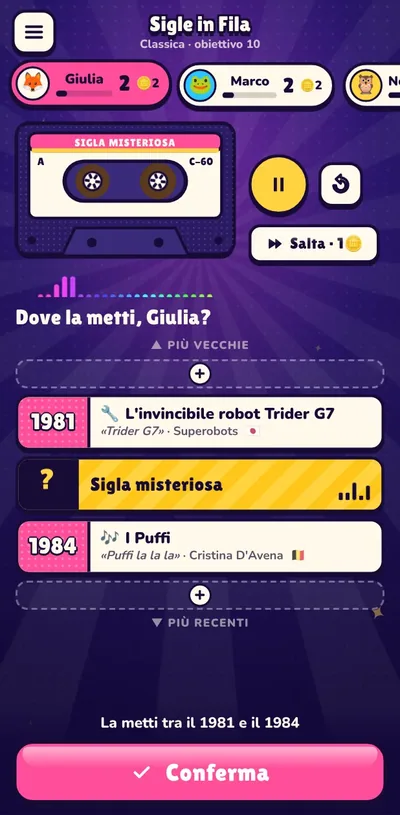 Sigle in Fila
Classica · obiettivo 10
Giulia 2 2
Marco 2 2
SIGLA MISTERIOSA
A C-60
Salta · 1
Dove la metti, Giulia?
▲ PIÙ VECCHIE
+
1981 L'invincibile robot Trider G7
«Trider G7» · Superobots
? Sigla misteriosa
1984 I Puffi
«Puffi la la la» · Cristina D'Avena
+
▼ PIÙ RECENTI
La metti tra il 1981 e il 1984
Conferma